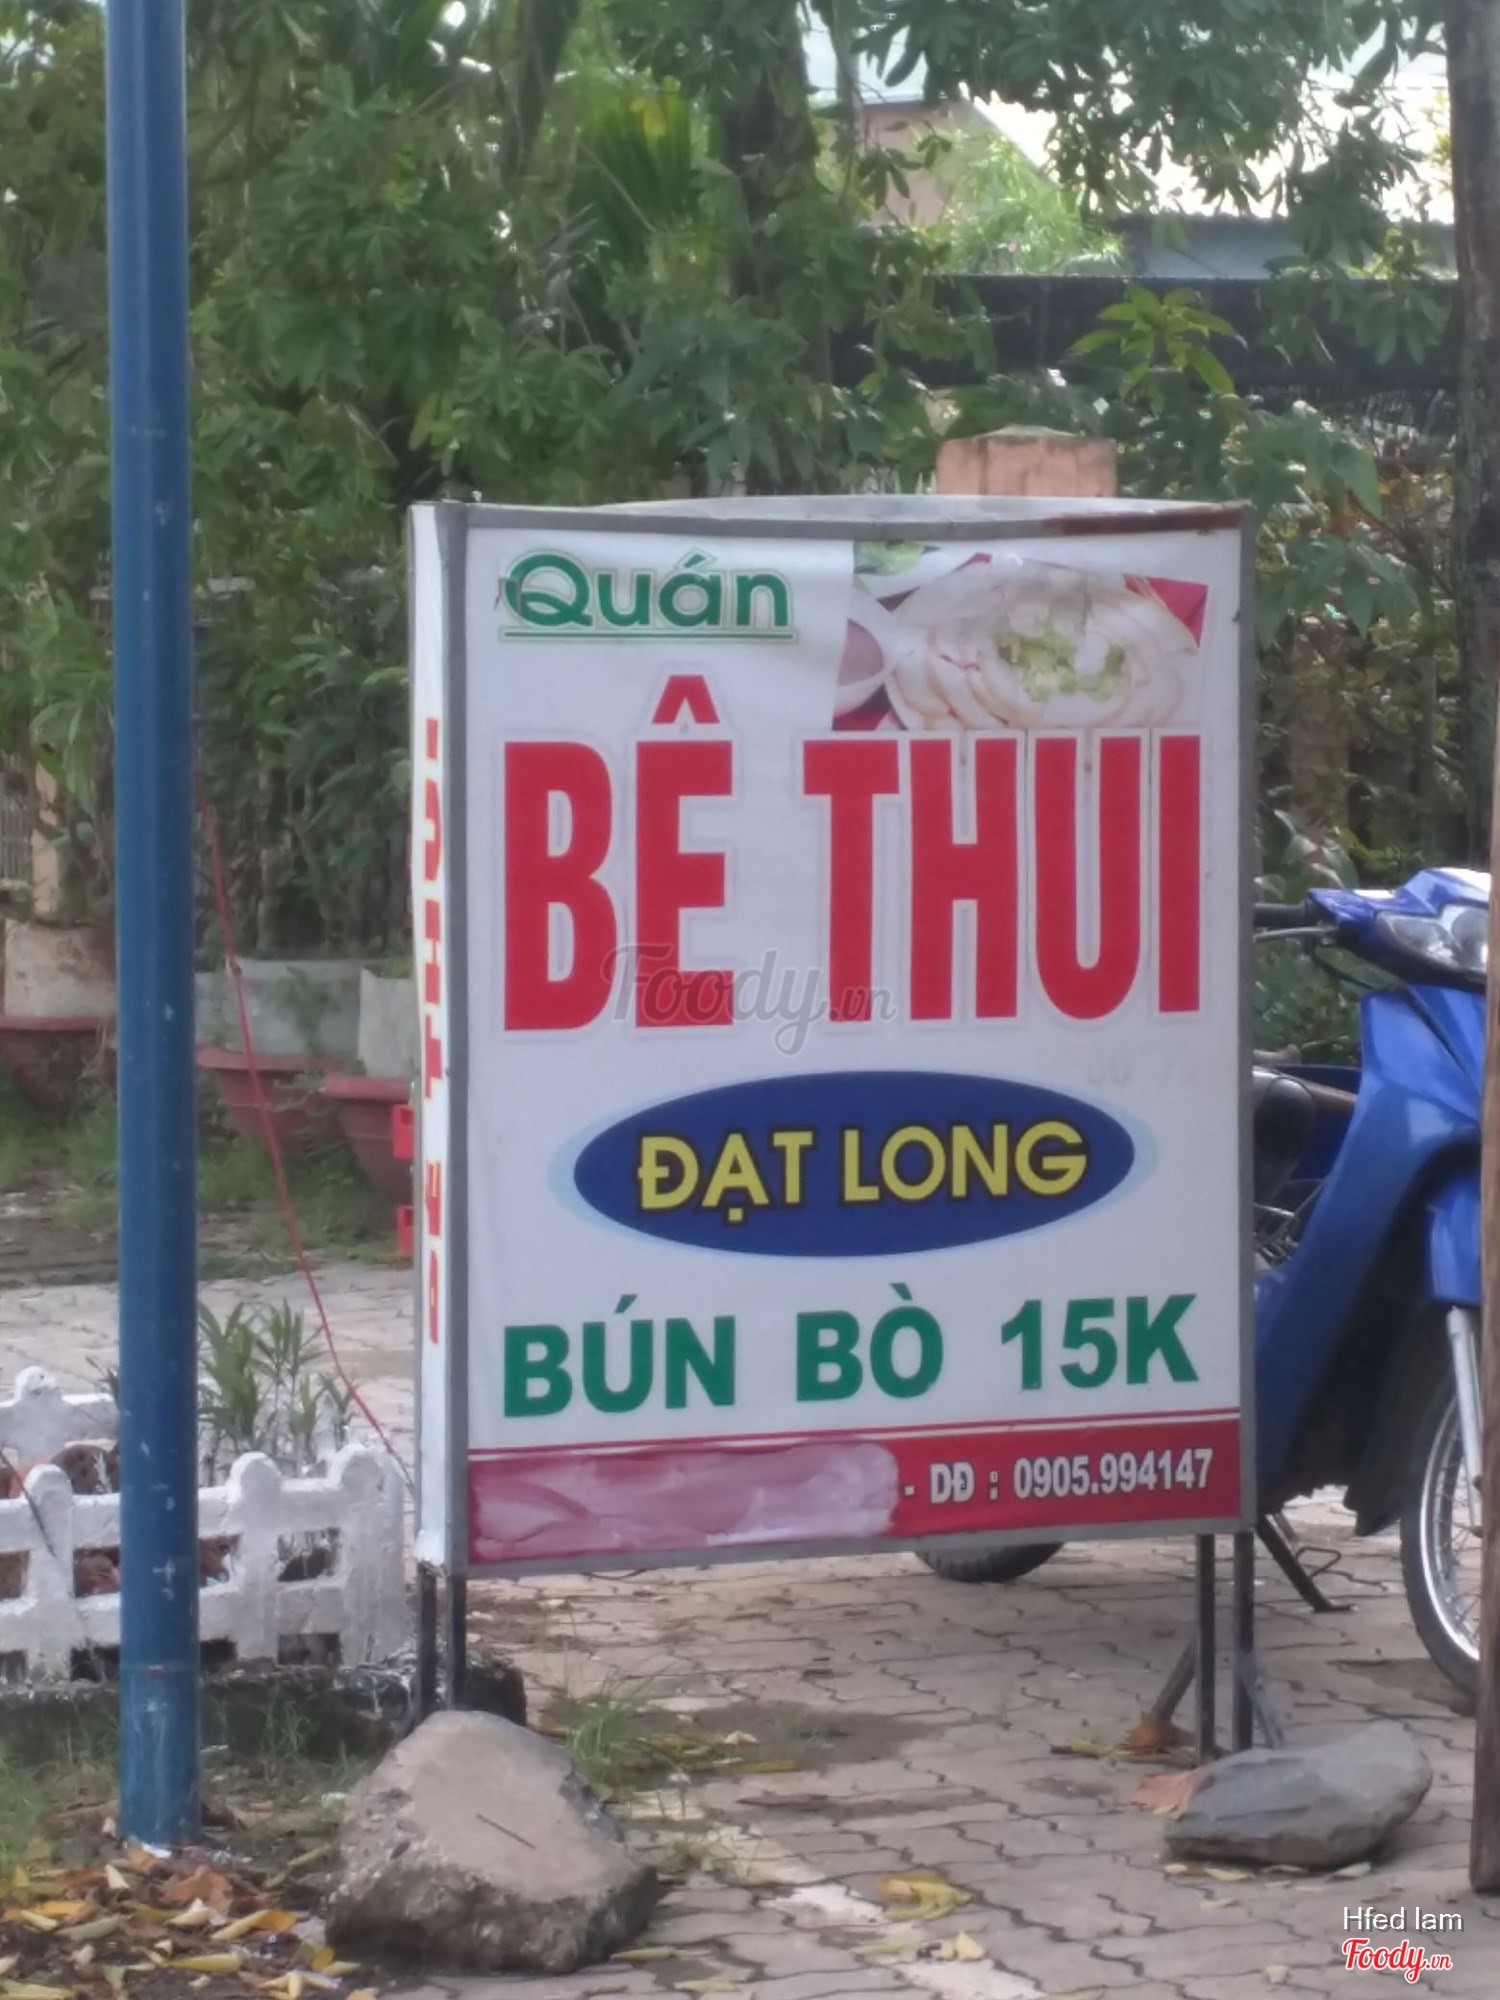 Quán
BÊ THUI
Foody.vn
ĐẠT LONG
BÚN BÒ 15K
- DĐ : 0905.994147
Hfed lam
Foody.vn